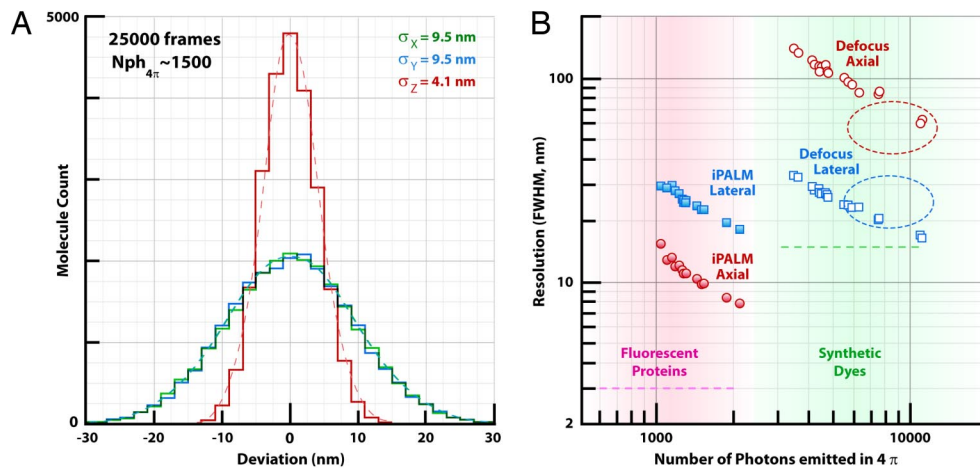 A
5000
25000 frames
Nph4π~1500
σX = 9.5 nm
σY = 9.5 nm
σZ = 4.1 nm
Molecule Count
0
-30
-20
-10
0
10
20
30
Deviation (nm)
B
Defocus
Axial
100
Defocus
Lateral
iPALM
Lateral
iPALM
Axial
Resolution (FWHM, nm)
10
Fluorescent
Proteins
Synthetic
Dyes
2
1000
10000
Number of Photons emitted in 4 π